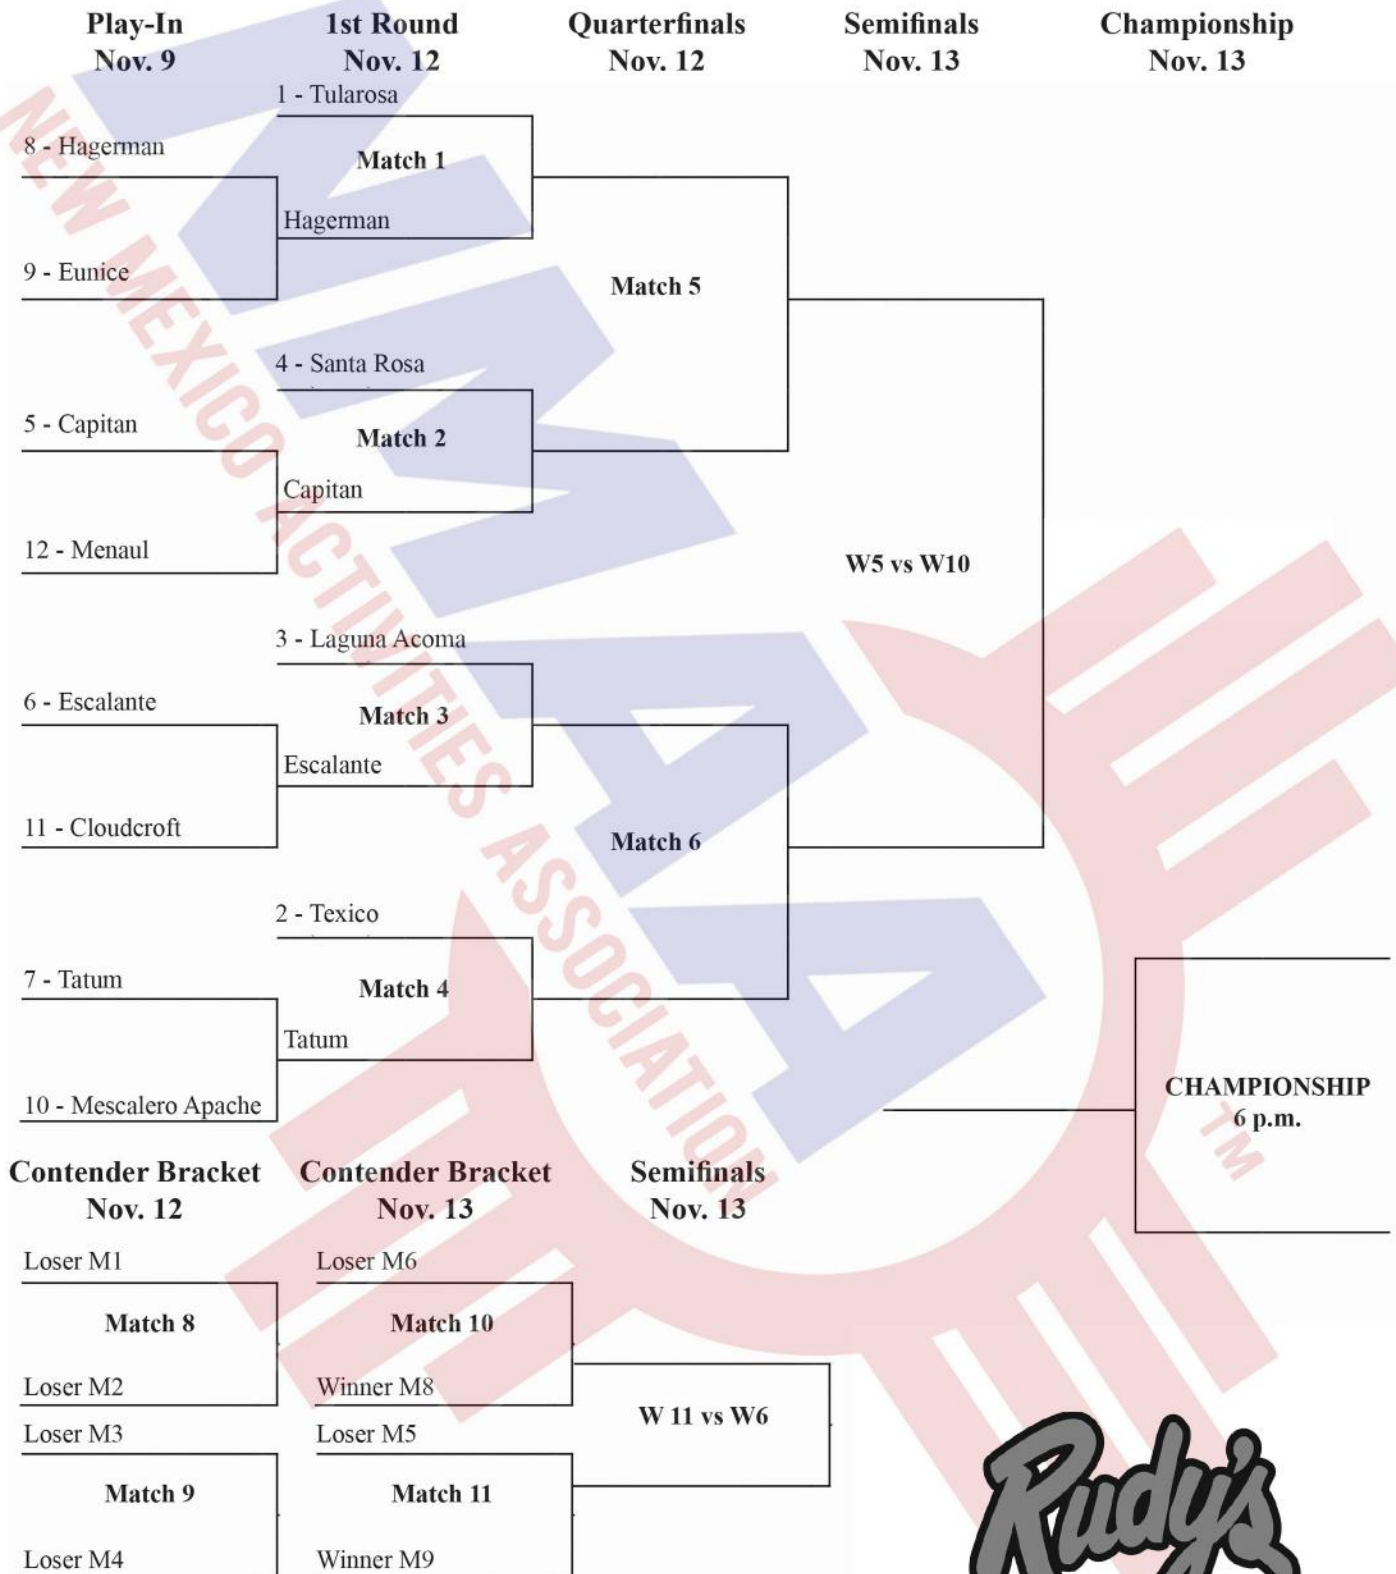 Play-In
Nov. 9
1st Round
Nov. 12
Quarterfinals
Nov. 12
Semifinals
Nov. 13
Championship
Nov. 13
1 - Tularosa
8 - Hagerman
Match 1
Hagerman
9 - Eunice
Match 5
4 - Santa Rosa
5 - Capitan
Match 2
Capitan
12 - Menaul
W5 vs W10
3 - Laguna Acoma
6 - Escalante
Match 3
Escalante
11 - Cloudcroft
Match 6
2 - Texico
7 - Tatum
Match 4
Tatum
10 - Mescalero Apache
CHAMPIONSHIP
6 p.m.
Contender Bracket
Nov. 12
Contender Bracket
Nov. 13
Semifinals
Nov. 13
Loser M1
Loser M6
Match 8
Match 10
Loser M2
Winner M8
W 11 vs W6
Loser M3
Loser M5
Match 9
Match 11
Loser M4
Winner M9
NMAA
NEW MEXICO ACTIVITIES ASSOCIATION
TM
Rudy's